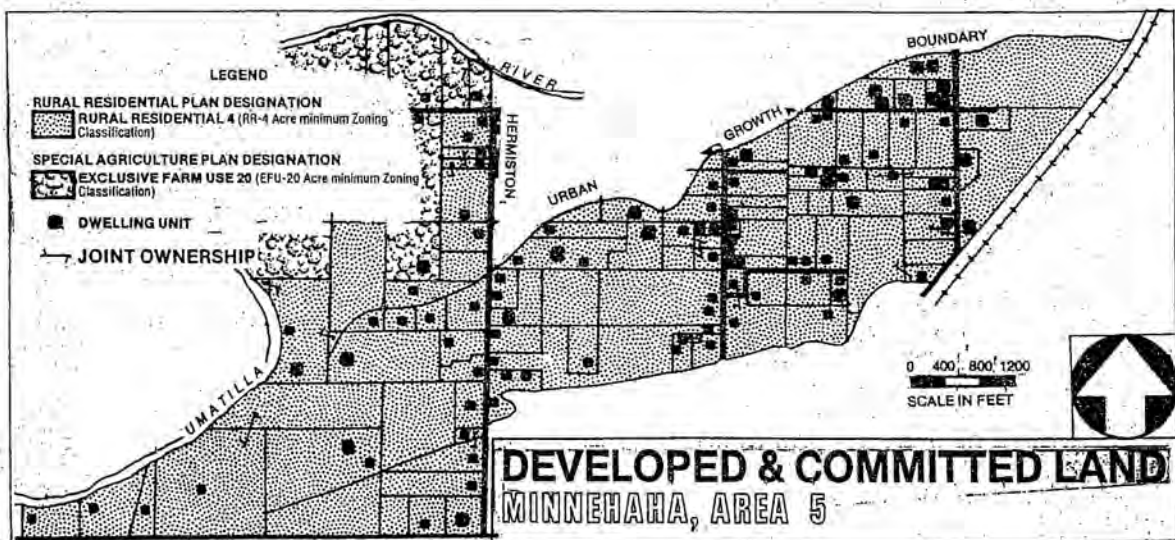 LEGEND
RURAL RESIDENTIAL PLAN DESIGNATION
RURAL RESIDENTIAL 4 (RR-4 Acre minimum Zoning
Classification)
SPECIAL AGRICULTURE PLAN DESIGNATION
EXCLUSIVE FARM USE 20 (EFU-20 Acre minimum Zoning
Classification)
DWELLING UNIT
JOINT OWNERSHIP
RIVER
HERMISTON
URBAN
GROWTH
BOUNDARY
UMATILLA
0 400 800 1200
SCALE IN FEET
DEVELOPED & COMMITTED LAND
MINNEHAHA, AREA 5